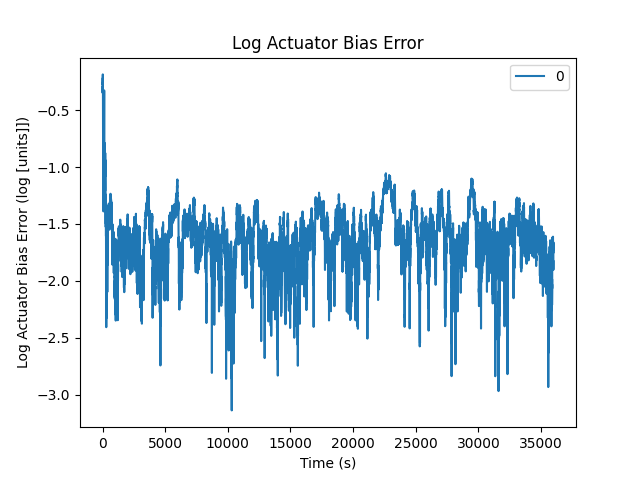 Log Actuator Bias Error
0
Log Actuator Bias Error (log [units]])
−0.5
−1.0
−1.5
−2.0
−2.5
−3.0
0 5000 10000 15000 20000 25000 30000 35000
Time (s)